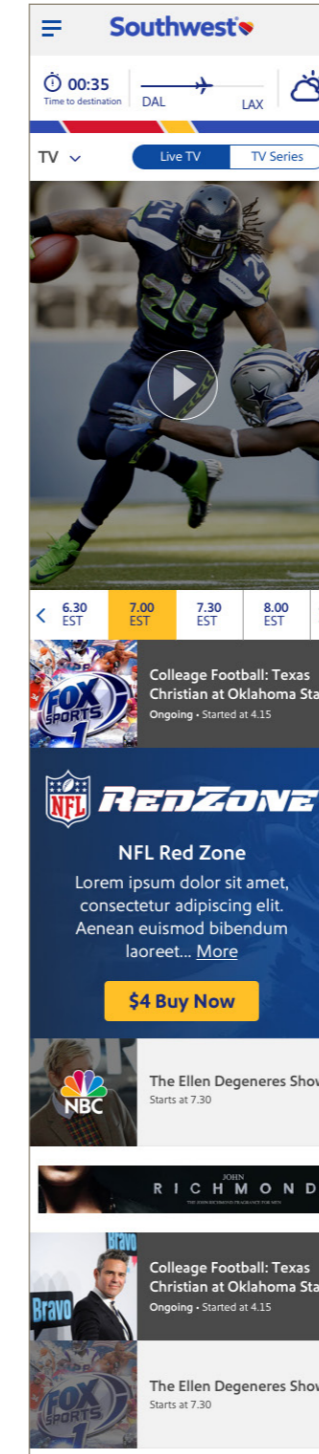 Southwest
00:35
Time to destination
DAL
LAX
TV
Live TV
TV Series
24
24
6.30
EST
7.00
EST
7.30
EST
8.00
EST
FOX
SPORTS
1
Colleage Football: Texas
Christian at Oklahoma Sta
Ongoing • Started at 4.15
NFL
REDZONE
NFL Red Zone
Lorem ipsum dolor sit amet,
consectetur adipiscing elit.
Aenean euismod bibendum
laoreet... More
$4 Buy Now
NBC
The Ellen Degeneres Show
Starts at 7.30
JOHN
RICHMOND
Bravo
Bravo
Colleage Football: Texas
Christian at Oklahoma Sta
Ongoing • Started at 4.15
FOX
SPORTS
1
The Ellen Degeneres Show
Starts at 7.30